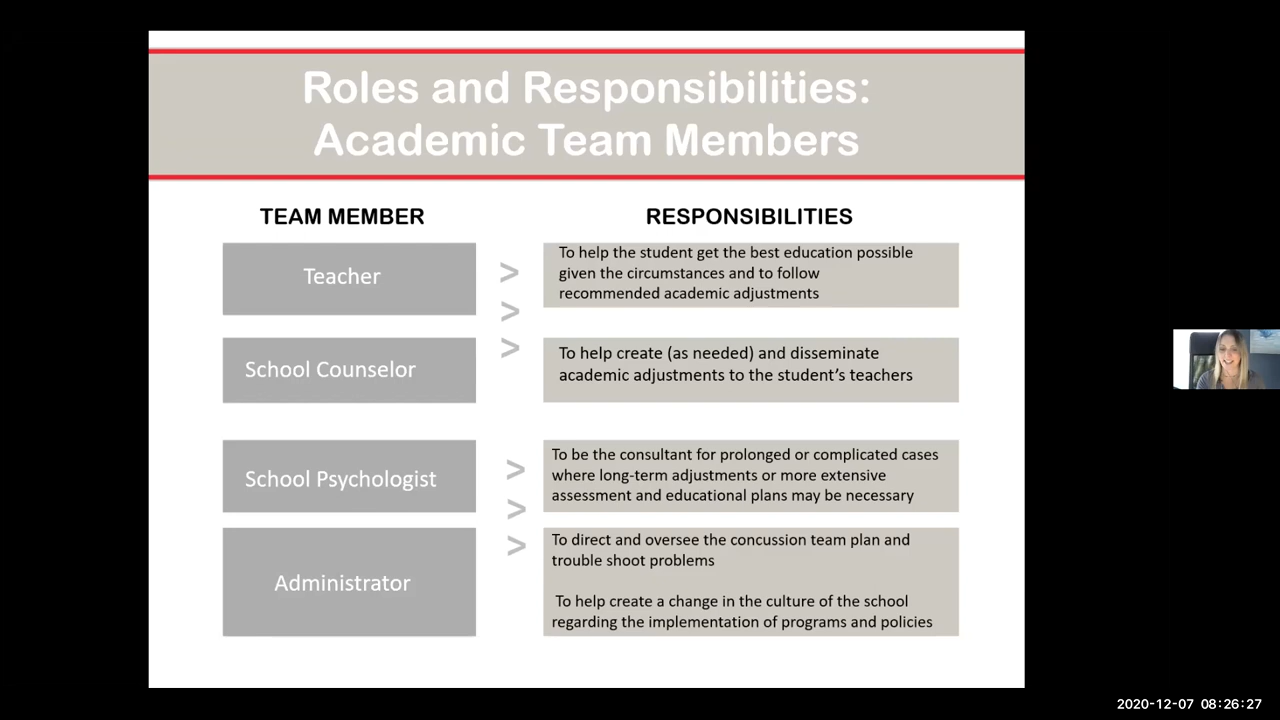 Roles and Responsibilities:
Academic Team Members
TEAM MEMBER
RESPONSIBILITIES
Teacher
>
To help the student get the best education possible
given the circumstances and to follow
recommended academic adjustments
>
>
School Counselor
To help create (as needed) and disseminate
academic adjustments to the student’s teachers
School Psychologist
>
To be the consultant for prolonged or complicated cases
where long-term adjustments or more extensive
assessment and educational plans may be necessary
>
>
Administrator
To direct and oversee the concussion team plan and
trouble shoot problems
To help create a change in the culture of the school
regarding the implementation of programs and policies
2020-12-07 08:26:27